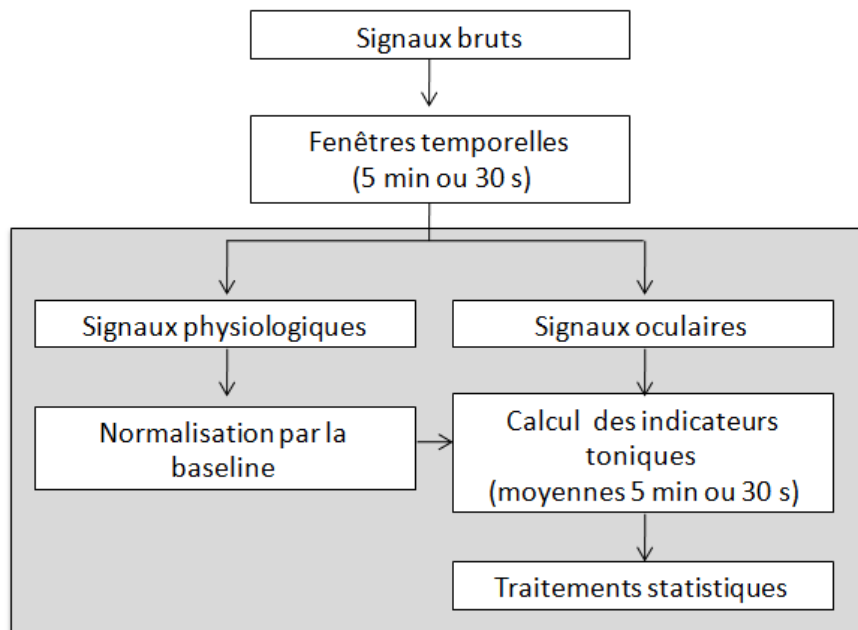 Signaux bruts
Fenêtres temporelles
(5 min ou 30 s)
Signaux physiologiques
Signaux oculaires
Normalisation par la
baseline
Calcul des indicateurs
toniques
(moyennes 5 min ou 30 s)
Traitements statistiques